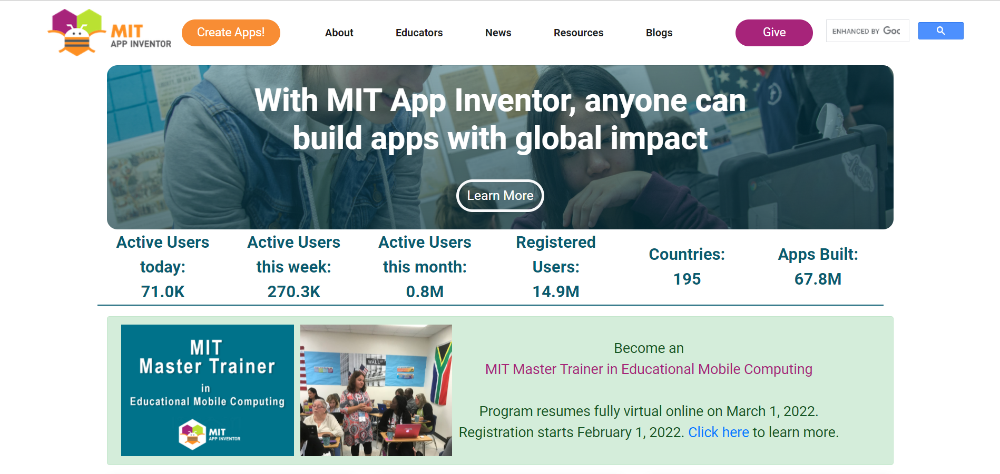 MIT
APP INVENTOR
Create Apps!
About
Educators
News
Resources
Blogs
Give
ENHANCED BY Goo
With MIT App Inventor, anyone can
build apps with global impact
Learn More
Active Users
today:
71.0K
Active Users
this week:
270.3K
Active Users
this month:
0.8M
Registered
Users:
14.9M
Countries:
195
Apps Built:
67.8M
MIT
Master Trainer
in
Educational Mobile Computing
MIT
APP INVENTOR
WALL
Become an
MIT Master Trainer in Educational Mobile Computing
Program resumes fully virtual online on March 1, 2022.
Registration starts February 1, 2022. Click here to learn more.